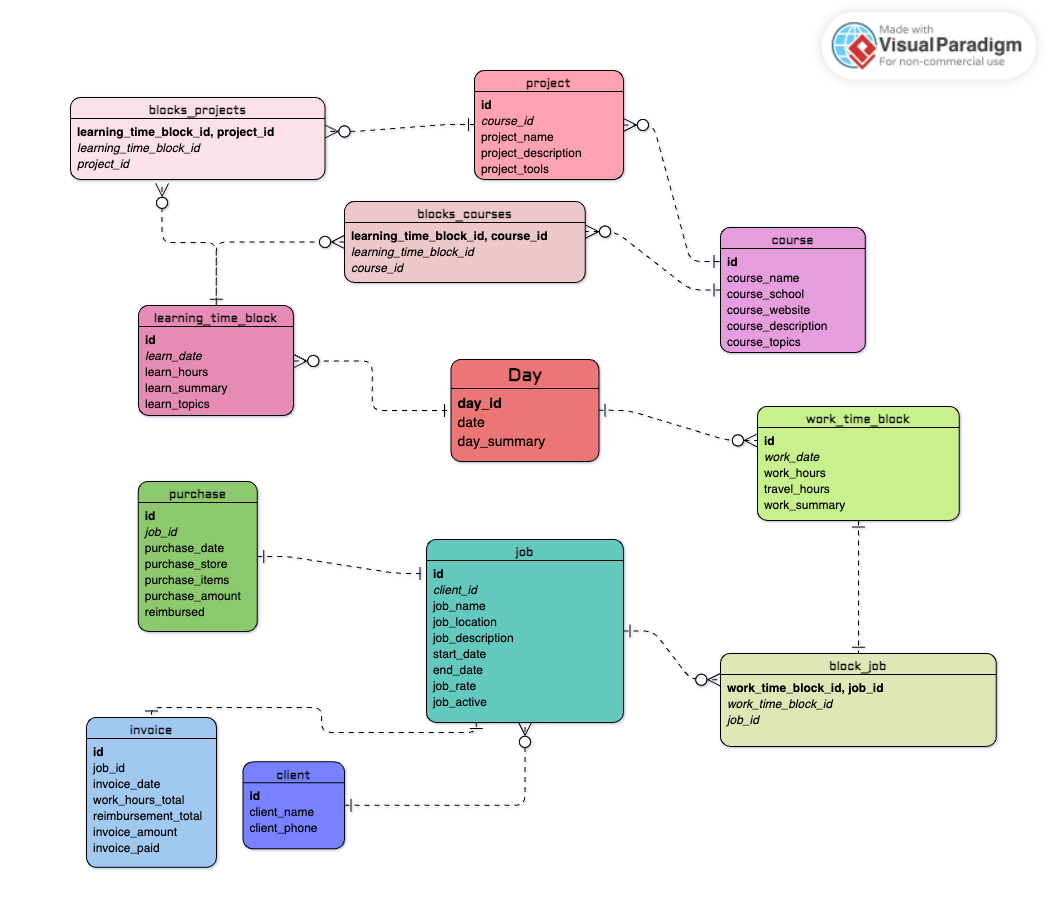 Made with
Visual Paradigm
For non-commercial use
project
id
course_id
project_name
project_description
project_tools
blocks_projects
learning_time_block_id, project_id
learning_time_block_id
project_id
blocks_courses
learning_time_block_id, course_id
learning_time_block_id
course_id
course
id
course_name
course_school
course_website
course_description
course_topics
learning_time_block
id
learn_date
learn_hours
learn_summary
learn_topics
Day
day_id
date
day_summary
work_time_block
id
work_date
work_hours
travel_hours
work_summary
purchase
id
job_id
purchase_date
purchase_store
purchase_items
purchase_amount
reimbursed
job
id
client_id
job_name
job_location
job_description
start_date
end_date
job_rate
job_active
block_job
work_time_block_id, job_id
work_time_block_id
job_id
invoice
id
job_id
invoice_date
work_hours_total
reimbursement_total
invoice_amount
invoice_paid
client
id
client_name
client_phone